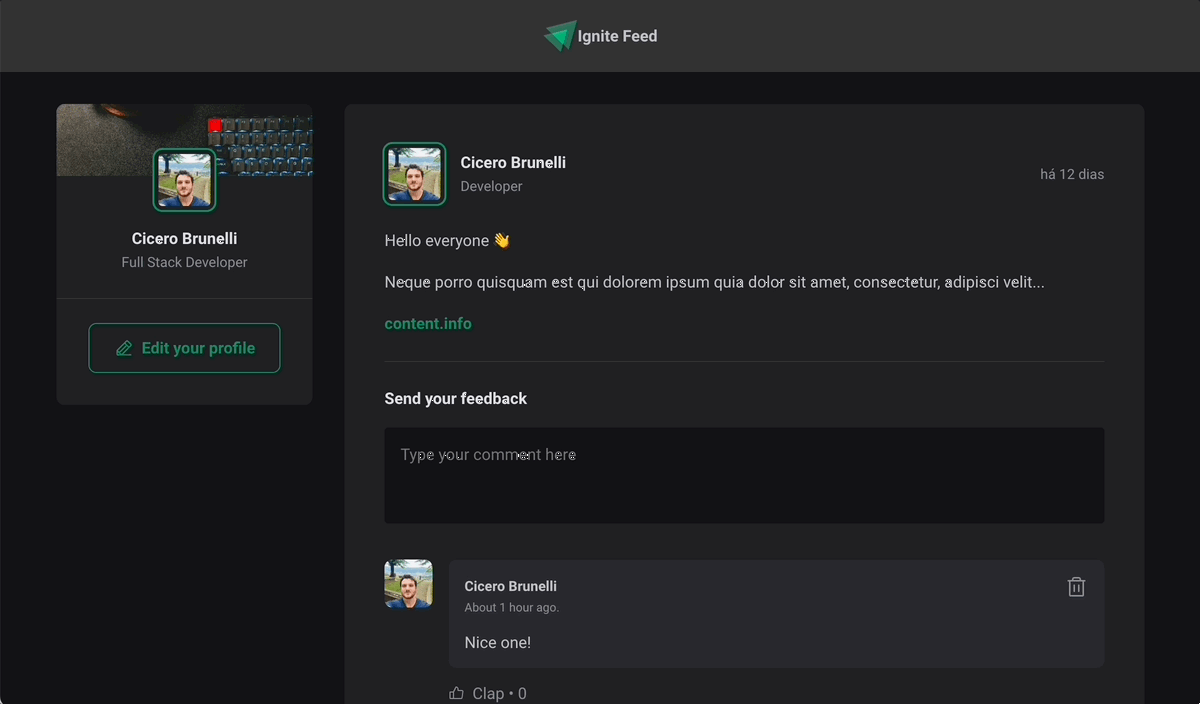 Ignite Feed
Cicero Brunelli
Full Stack Developer
Edit your profile
Cicero Brunelli
Developer
há 12 dias
Hello everyone 👋
Neque porro quisquam est qui dolorem ipsum quia dolor sit amet, consectetur, adipisci velit...
content.info
Send your feedback
Type your comment here
Cicero Brunelli
About 1 hour ago.
Nice one!
Clap • 0